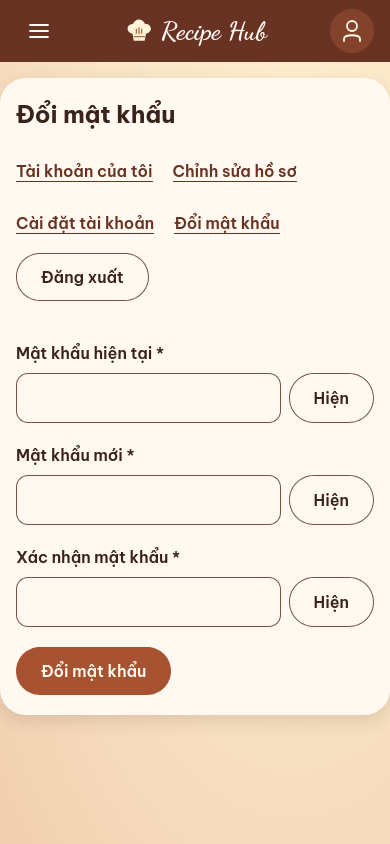 Recipe Hub
Đổi mật khẩu
Tài khoản của tôi Chỉnh sửa hồ sơ
Cài đặt tài khoản Đổi mật khẩu
Đăng xuất
Mật khẩu hiện tại *
Hiện
Mật khẩu mới *
Hiện
Xác nhận mật khẩu *
Hiện
Đổi mật khẩu